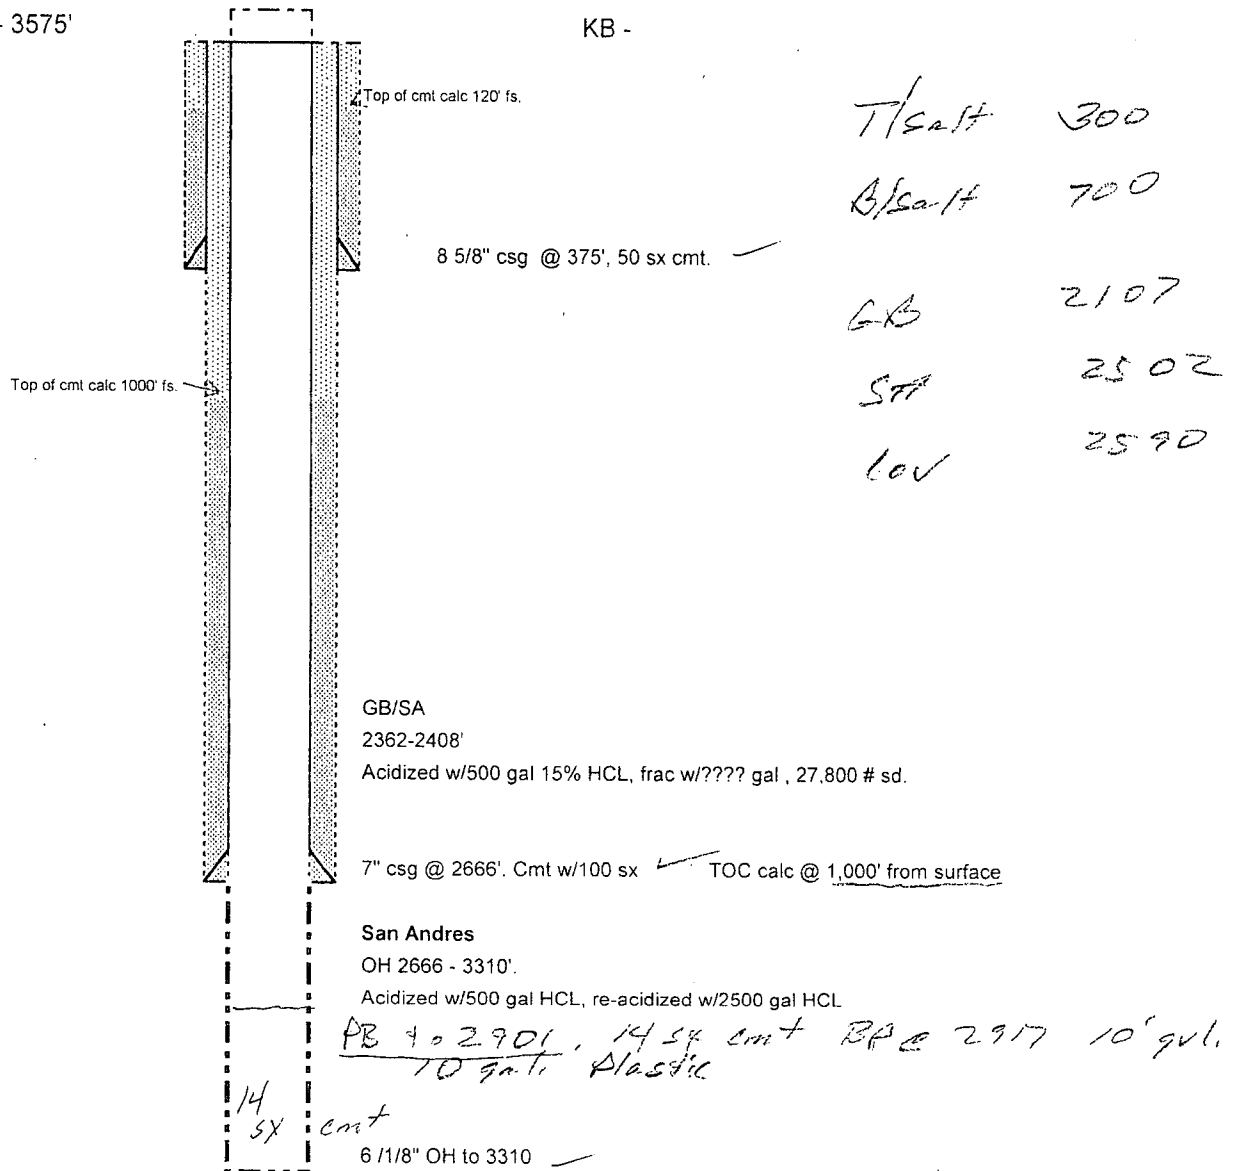 - 3575'
KB -
Top of cmt calc 120' fs.
T/salt 300
B/salt 700
8 5/8" csg @ 375', 50 sx cmt.
GB 2107
SA 2502
Top of cmt calc 1000' fs.
lov 2590
GB/SA
2362-2408'
Acidized w/500 gal 15% HCL, frac w/???? gal , 27,800 # sd.
7" csg @ 2666'. Cmt w/100 sx
TOC calc @ 1,000' from surface
San Andres
OH 2666 - 3310'.
Acidized w/500 gal HCL, re-acidized w/2500 gal HCL
PB to 2901, 14 sx cmt BP @ 2917 10' gvl.
10 gal. Plastic
14
sx cmt
6 /1/8" OH to 3310